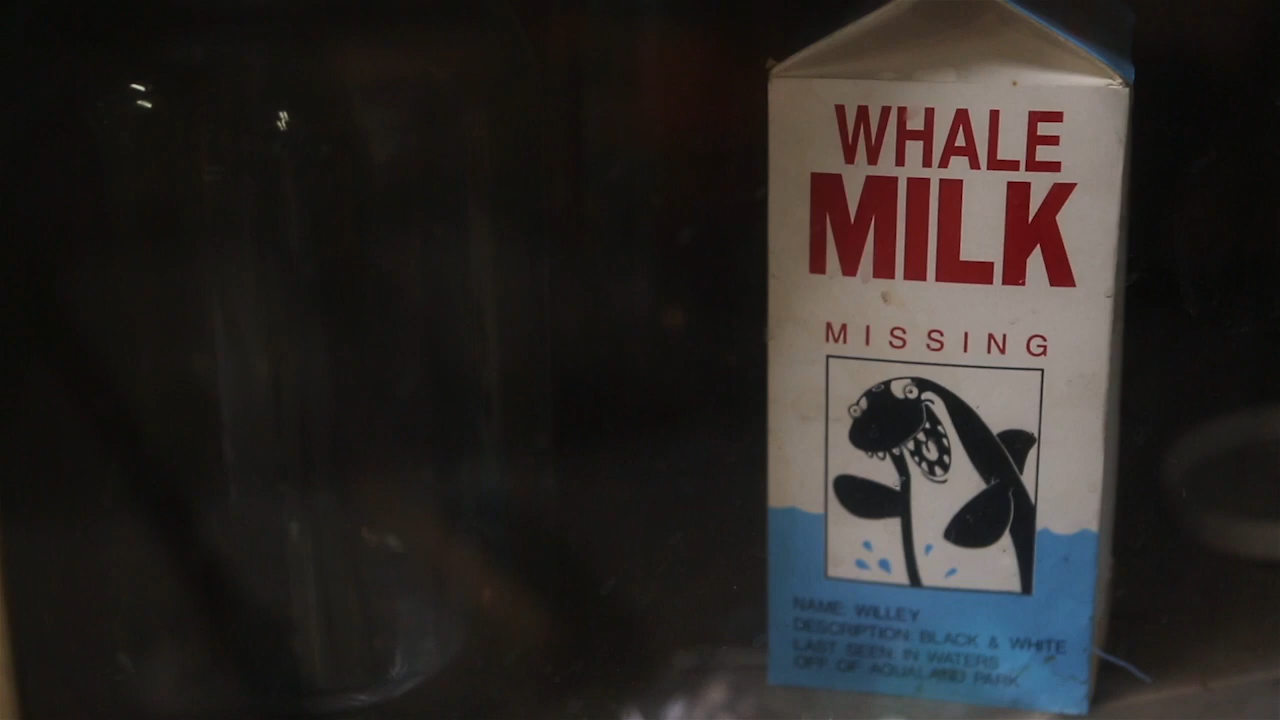 WHALE
MILK
MISSING
NAME: WILLEY
DESCRIPTION: BLACK & WHITE
LAST SEEN: IN WATERS
OFF OF AQUALAND PARK